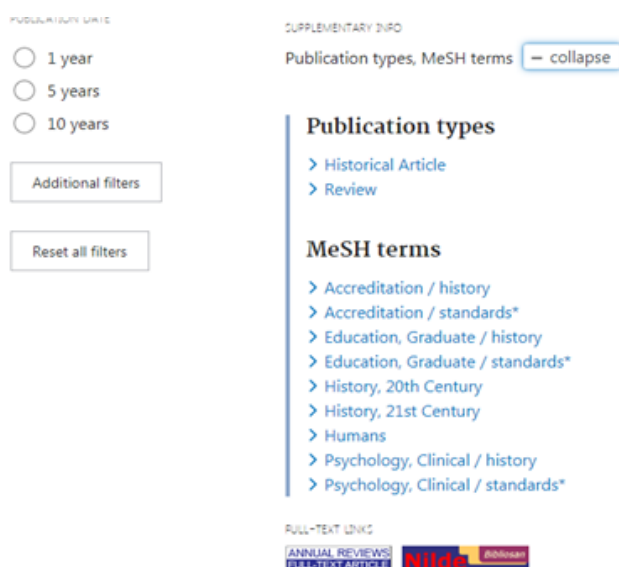 PUBLICATION DATE
1 year
5 years
10 years
Additional filters
Reset all filters
SUPPLEMENTARY INFO
Publication types, MeSH terms – collapse
Publication types
Historical Article
Review
MeSH terms
Accreditation / history
Accreditation / standards*
Education, Graduate / history
Education, Graduate / standards*
History, 20th Century
History, 21st Century
Humans
Psychology, Clinical / history
Psychology, Clinical / standards*
FULL-TEXT LINKS
ANNUAL REVIEWS
FULL-TEXT ARTICLE
Nilde Bibliosan